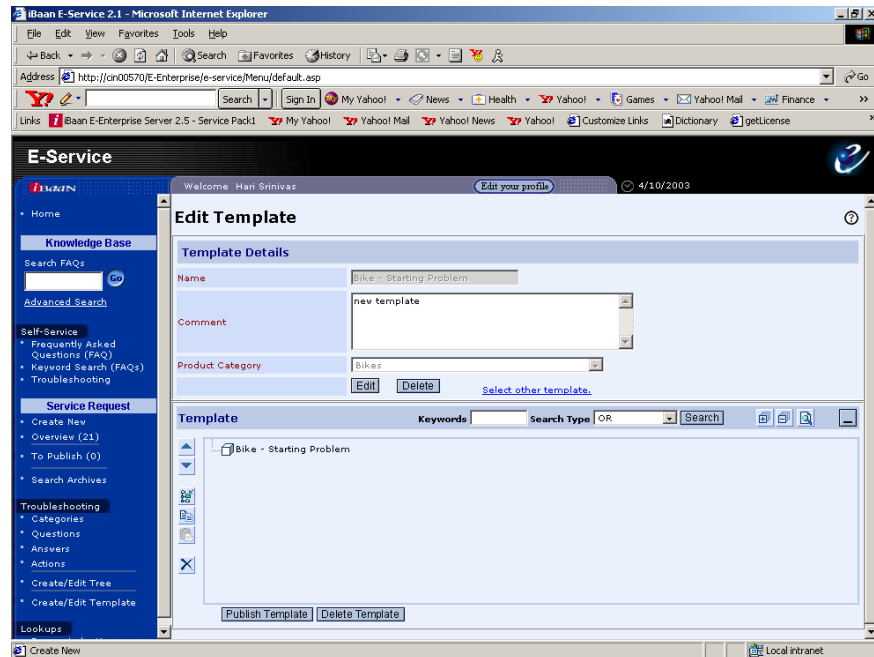 iBaan E-Service 2.1 - Microsoft Internet Explorer
File Edit View Favorites Tools Help
Back Search Favorites History
Address http://cin00570/E-Enterprise/e-service/Menu/default.asp Go
Y! Search Sign In My Yahoo! News Health Yahoo! Games Yahoo! Mail Finance »
Links iBaan E-Enterprise Server 2.5 - Service Pack1 My Yahoo! Yahoo! Mail Yahoo! News Yahoo! Customize Links Dictionary getLicense »
E-Service
iBaan
Welcome Hari Srinivas Edit your profile 4/10/2003
Home
Knowledge Base
Search FAQs
Go
Advanced Search
Self-Service
Frequently Asked
Questions (FAQ)
Keyword Search (FAQs)
Troubleshooting
Service Request
Create New
Overview (21)
To Publish (0)
Search Archives
Troubleshooting
Categories
Questions
Answers
Actions
Create/Edit Tree
Create/Edit Template
Lookups
Edit Template ?
Template Details
Name Bike - Starting Problem
Comment new template
Product Category Bikes
Edit Delete Select other template.
Template Keywords Search Type OR Search
Bike - Starting Problem
Publish Template Delete Template
Create New Local intranet